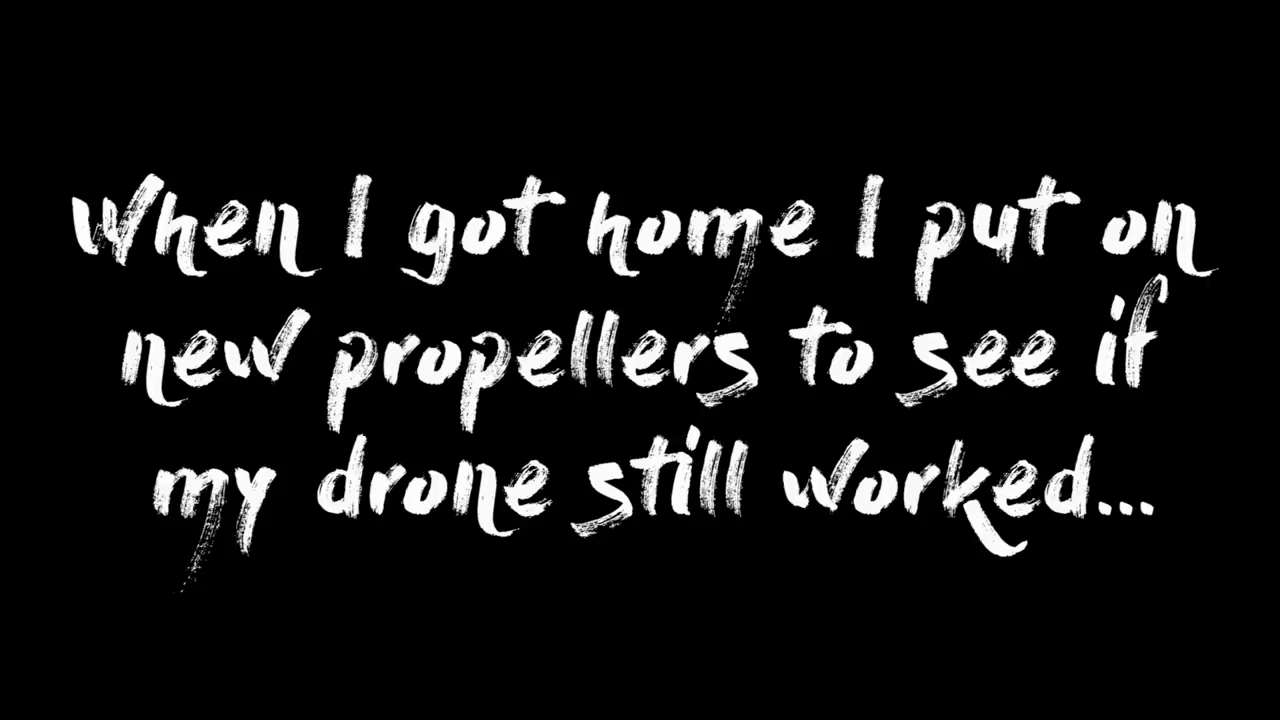 When I got home I put on
new propellers to see if
my drone still worked...